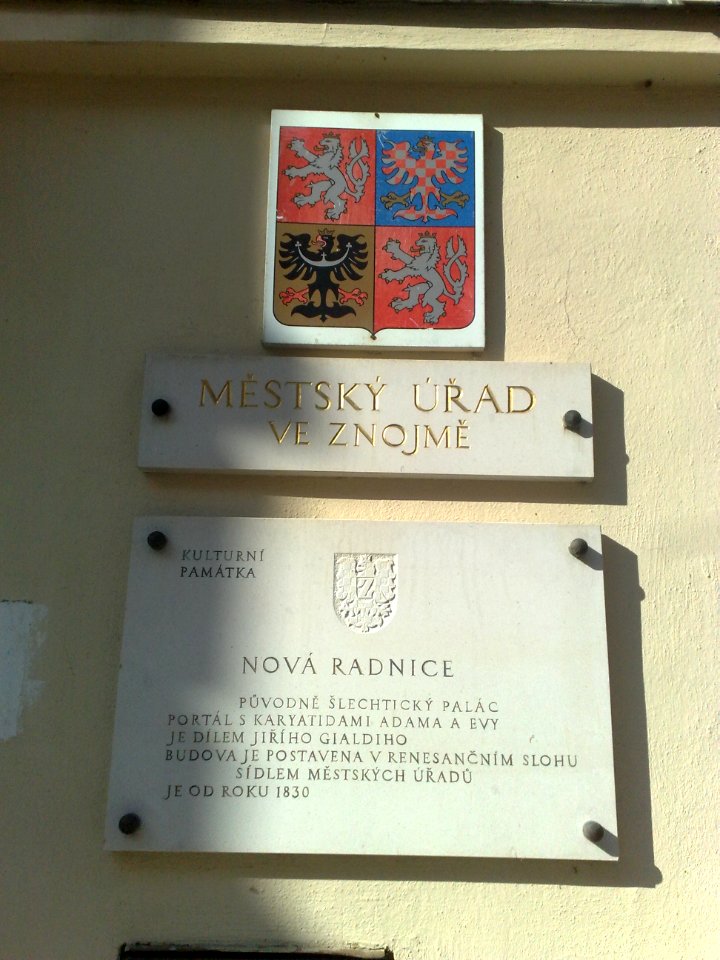 MĚSTSKÝ ÚŘAD
VE ZNOJMĚ
KULTURNÍ
PAMÁTKA
PZ
NOVÁ RADNICE
PŮVODNĚ ŠLECHTICKÝ PALÁC
PORTÁL S KARYATIDAMI ADAMA A EVY
JE DÍLEM JIŘÍHO GIALDIHO
BUDOVA JE POSTAVENA V RENESANČNÍM SLOHU
SÍDLEM MĚSTSKÝCH ÚŘADŮ
JE OD ROKU 1830